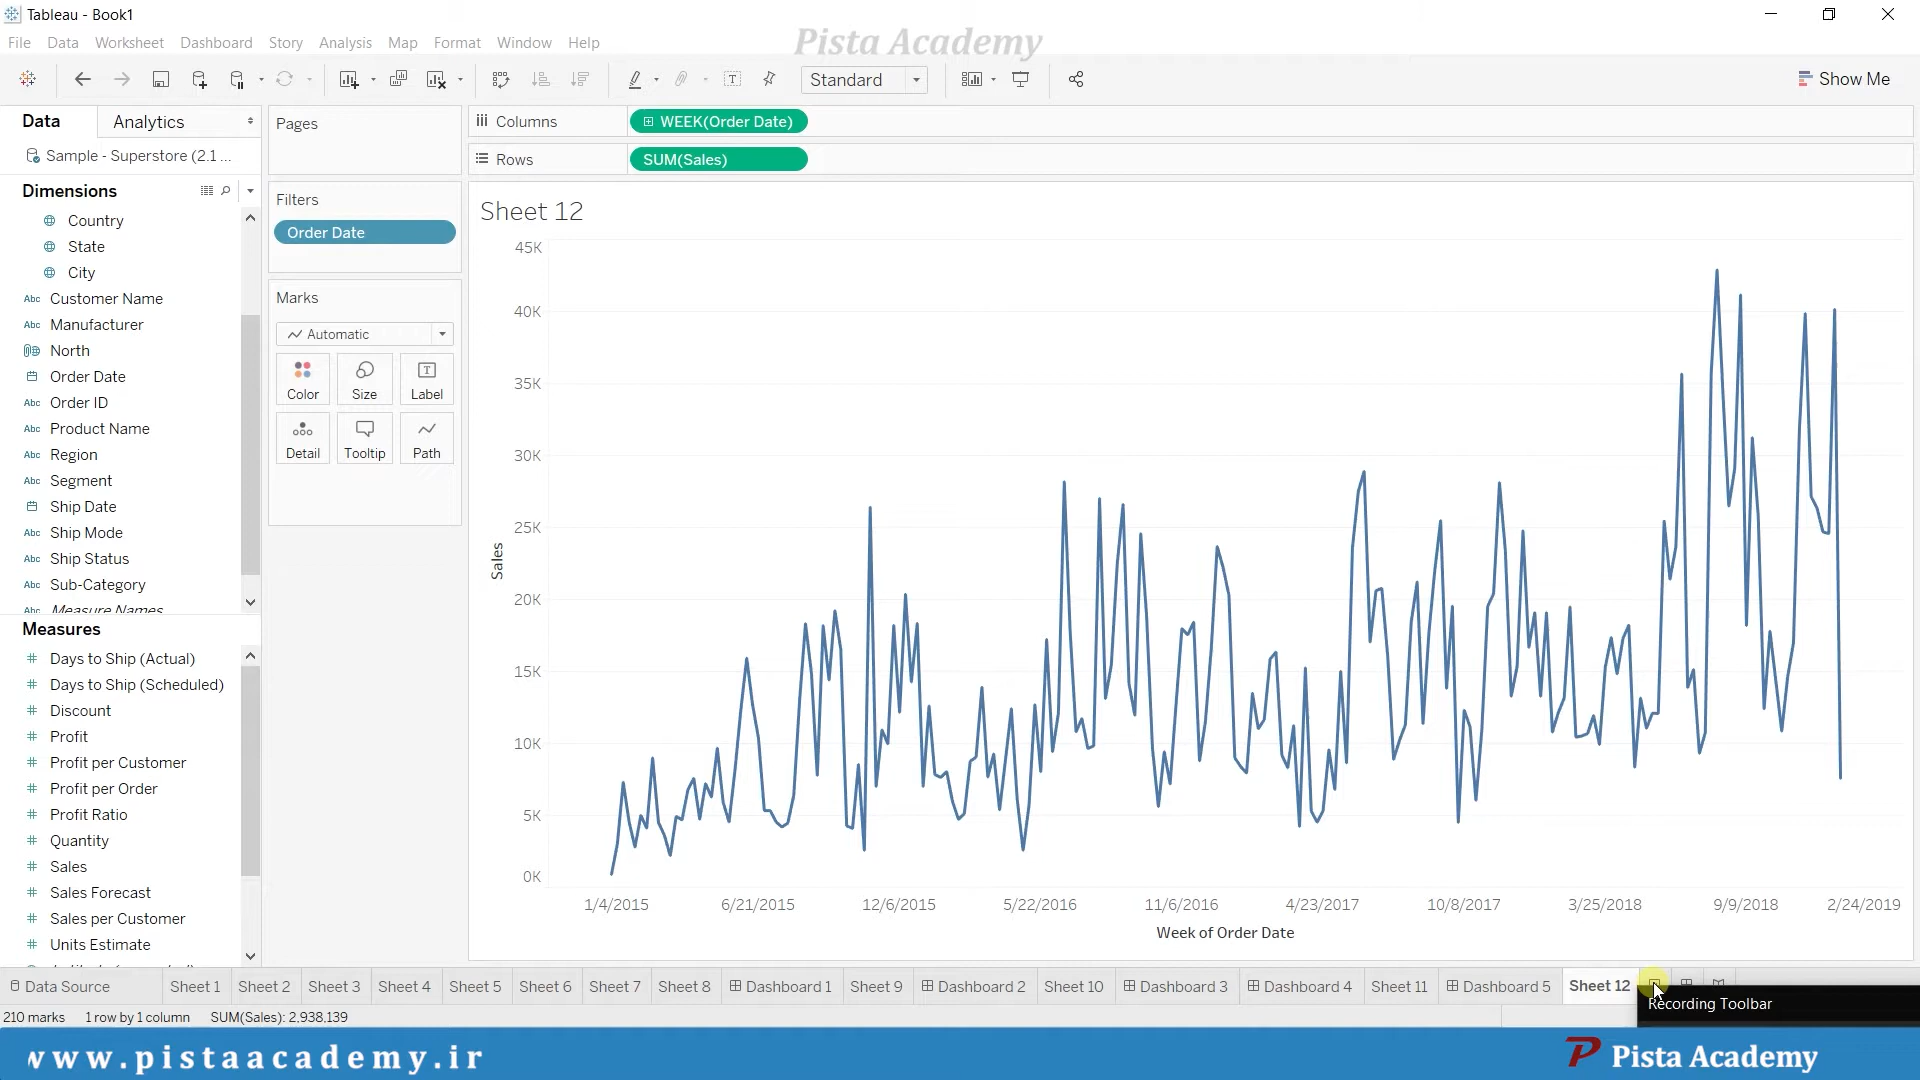 Tableau - Book1
File Data Worksheet Dashboard Story Analysis Map Format Window Help
Pista Academy
Standard
Show Me
Data Analytics
Sample - Superstore (2.1 ...
Dimensions
Country
State
City
Abc Customer Name
Abc Manufacturer
North
Order Date
Abc Order ID
Abc Product Name
Abc Region
Abc Segment
Ship Date
Abc Ship Mode
Abc Ship Status
Abc Sub-Category
Abc Measure Names
Measures
# Days to Ship (Actual)
# Days to Ship (Scheduled)
# Discount
# Profit
# Profit per Customer
# Profit per Order
# Profit Ratio
# Quantity
# Sales
# Sales Forecast
# Sales per Customer
# Units Estimate
Pages
Filters
Order Date
Marks
Automatic
Color Size Label
Detail Tooltip Path
Columns WEEK(Order Date)
Rows SUM(Sales)
Sheet 12
45K
40K
35K
30K
25K
20K
15K
10K
5K
0K
Sales
1/4/2015 6/21/2015 12/6/2015 5/22/2016 11/6/2016 4/23/2017 10/8/2017 3/25/2018 9/9/2018 2/24/2019
Week of Order Date
Data Source Sheet 1 Sheet 2 Sheet 3 Sheet 4 Sheet 5 Sheet 6 Sheet 7 Sheet 8 Dashboard 1 Sheet 9 Dashboard 2 Sheet 10 Dashboard 3 Dashboard 4 Sheet 11 Dashboard 5 Sheet 12
Recording Toolbar
210 marks 1 row by 1 column SUM(Sales): 2,938,139
www.pistaacademy.ir
P Pista Academy